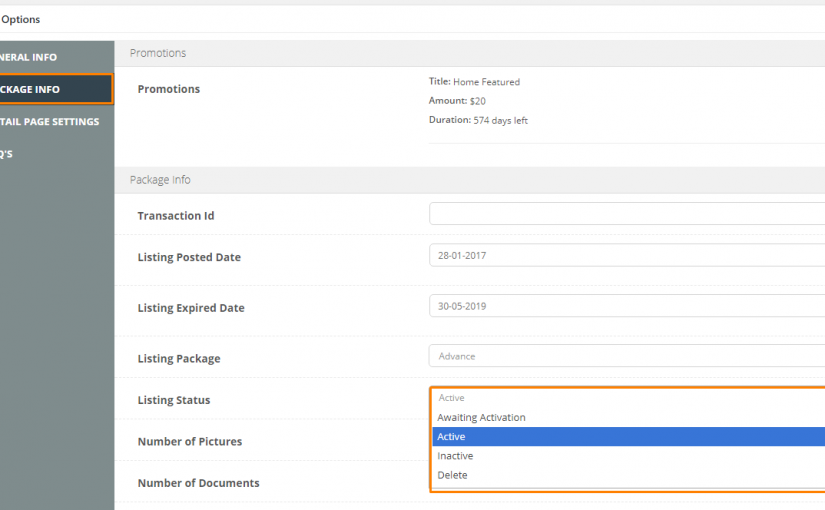 Options
NERAL INFO
CKAGE INFO
TAIL PAGE SETTINGS
Q'S
Promotions
Promotions
Title: Home Featured
Amount: $20
Duration: 574 days left
Package Info
Transaction Id
Listing Posted Date
28-01-2017
Listing Expired Date
30-05-2019
Listing Package
Advance
Listing Status
Active
Awaiting Activation
Active
Inactive
Delete
Number of Pictures
Number of Documents